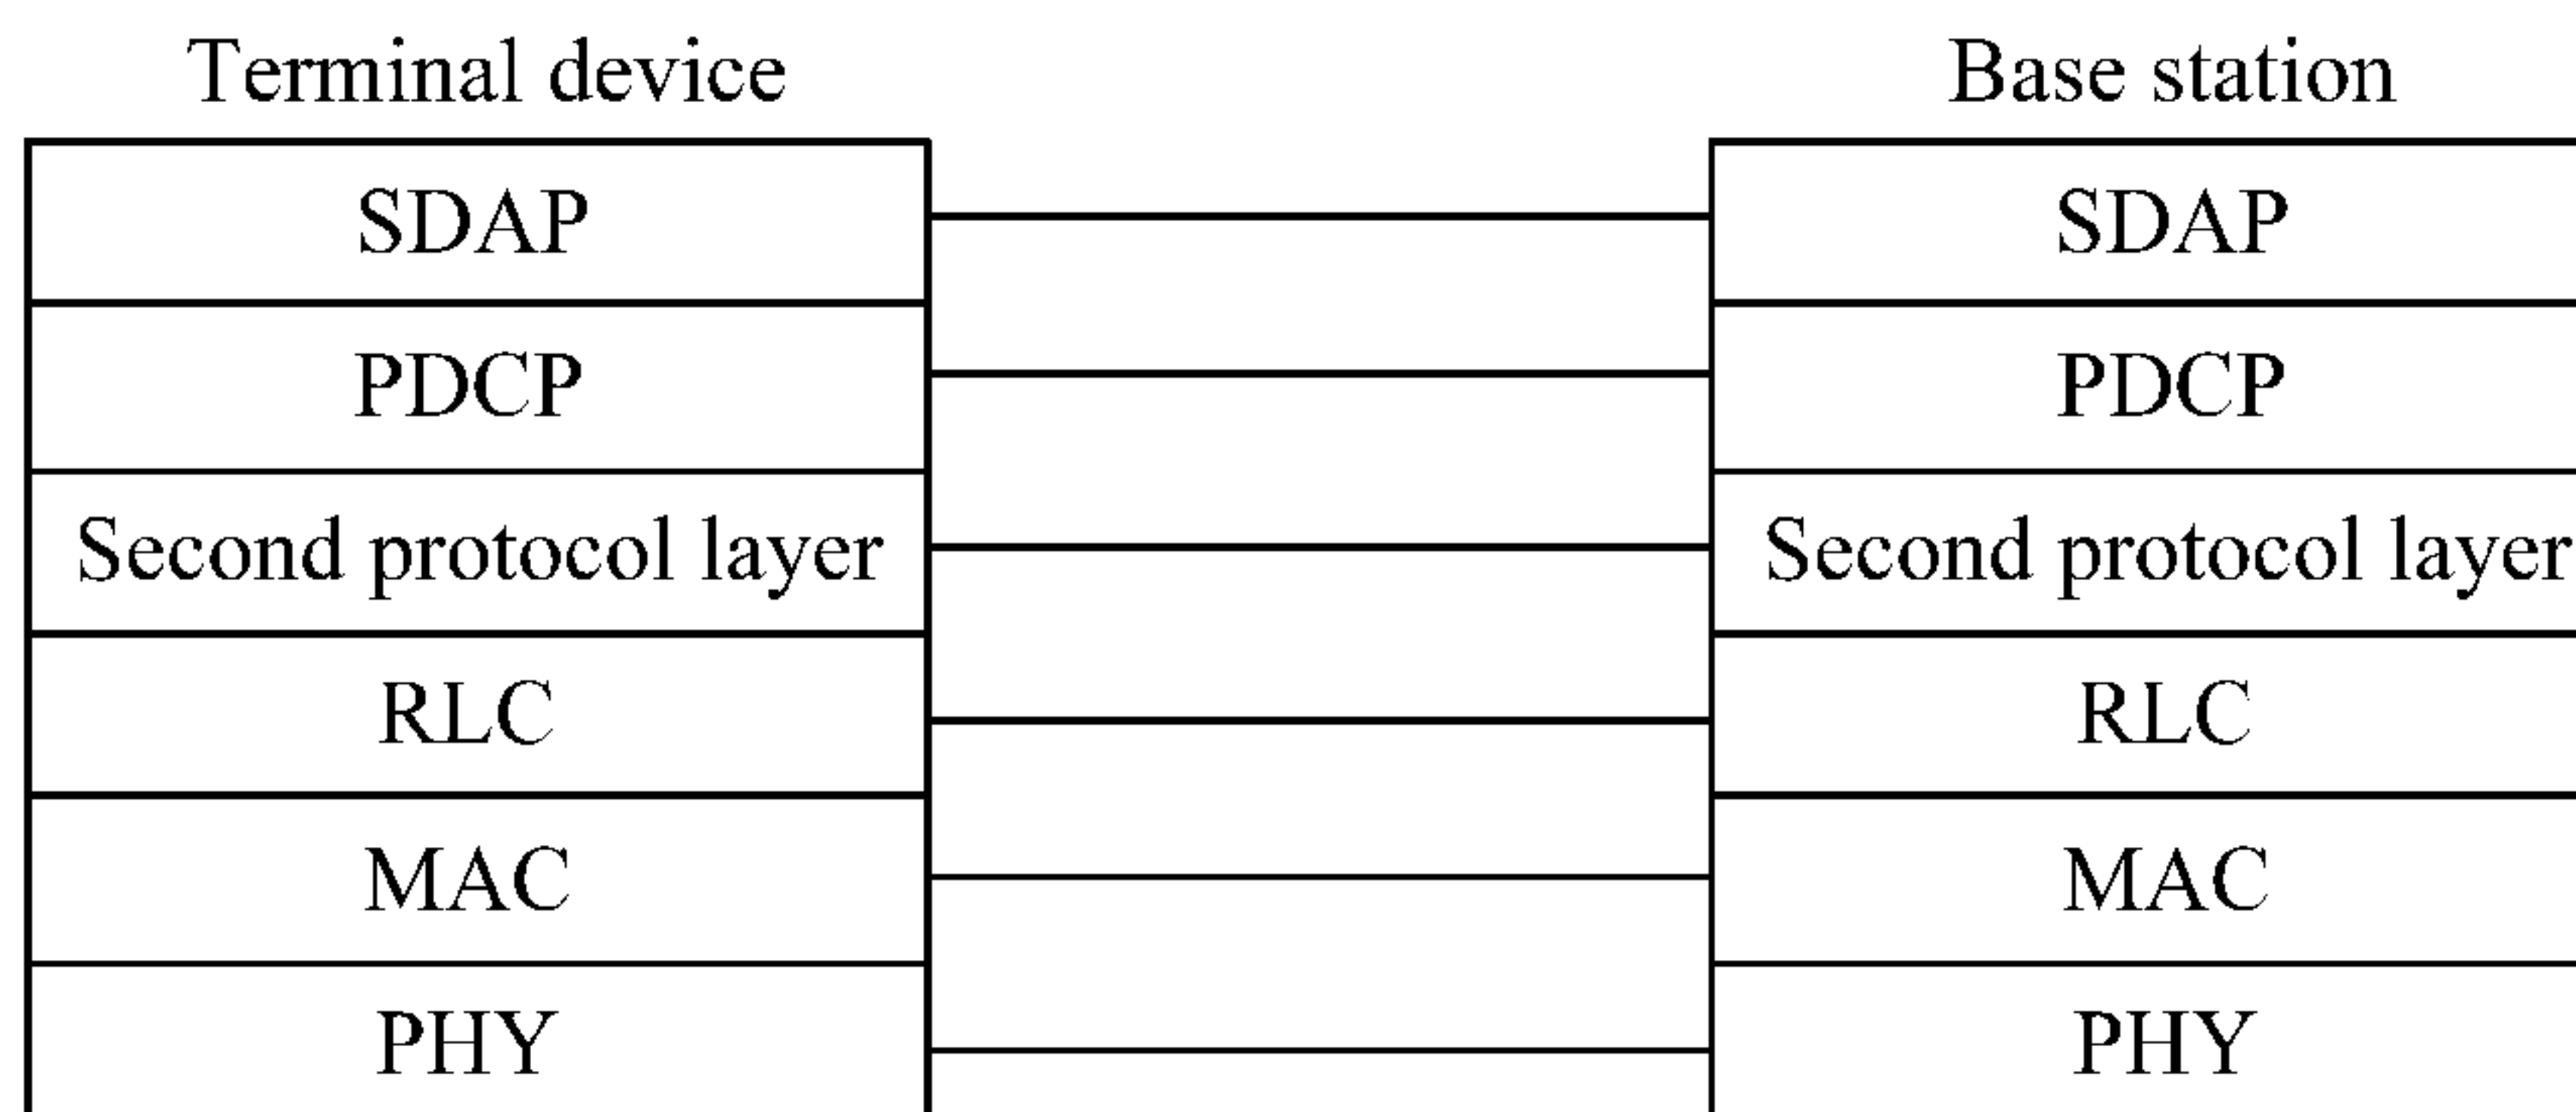 Terminal device
Base station
SDAP
SDAP
PDCP
PDCP
Second protocol layer
Second protocol layer
RLC
RLC
MAC
MAC
PHY
PHY